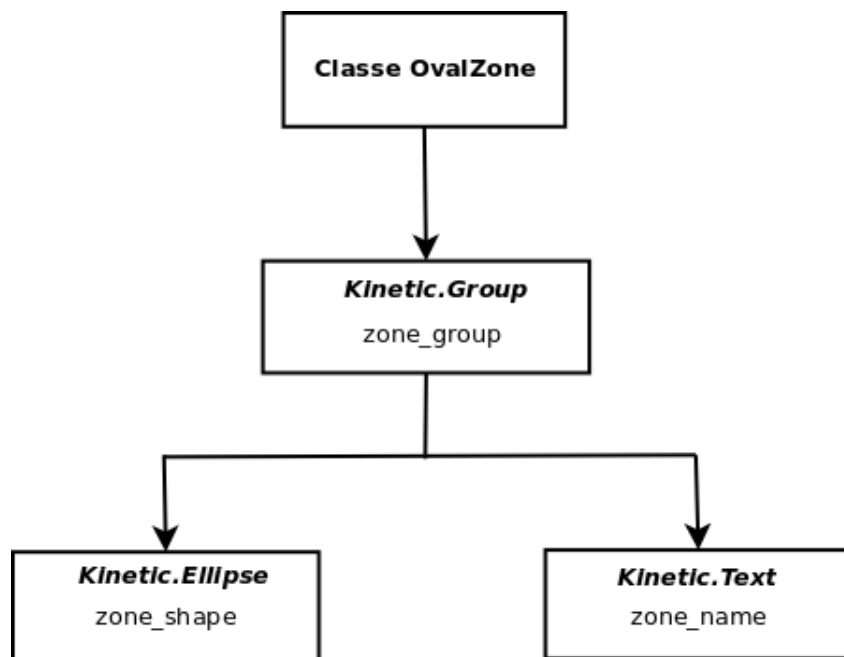 Classe OvalZone
Kinetic.Group
zone_group
Kinetic.Ellipse
zone_shape
Kinetic.Text
zone_name